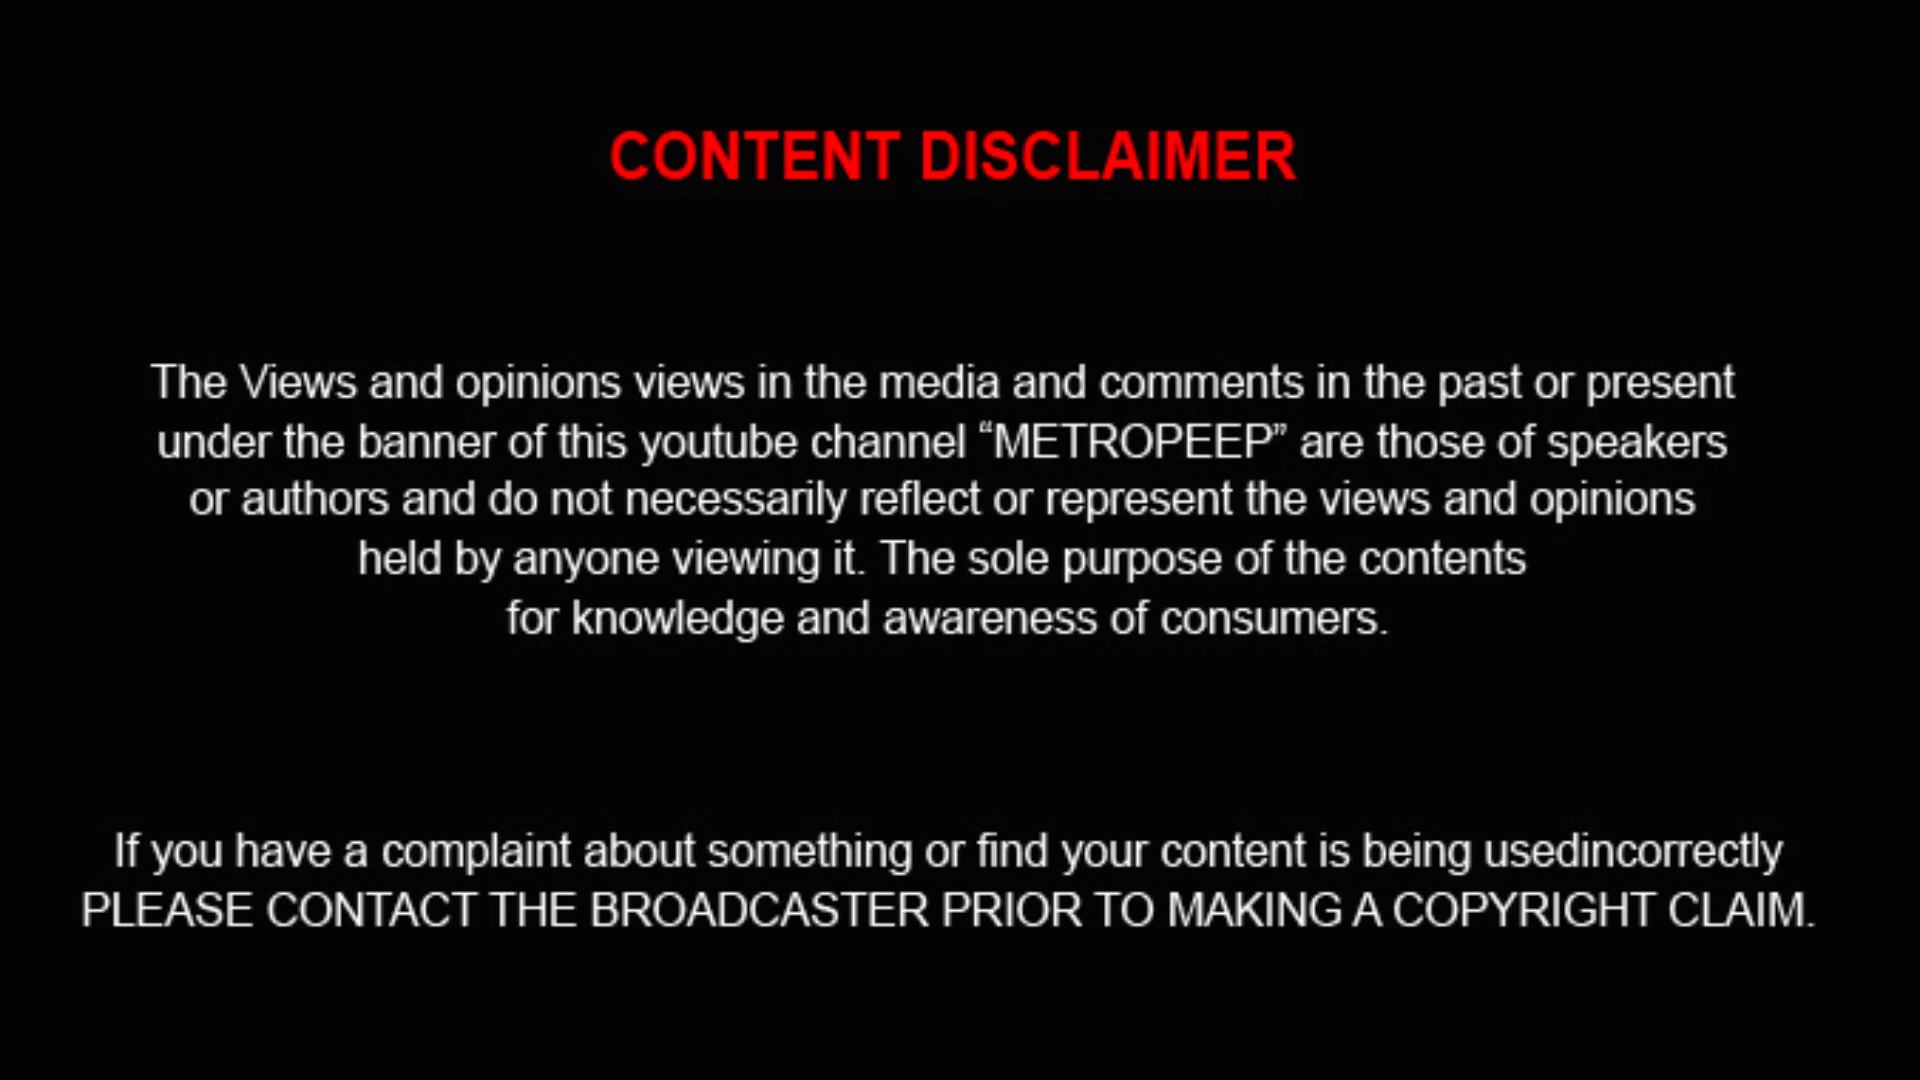 CONTENT DISCLAIMER
The Views and opinions views in the media and comments in the past or present
under the banner of this youtube channel “METROPEEP” are those of speakers
or authors and do not necessarily reflect or represent the views and opinions
held by anyone viewing it. The sole purpose of the contents
for knowledge and awareness of consumers.
If you have a complaint about something or find your content is being usedincorrectly
PLEASE CONTACT THE BROADCASTER PRIOR TO MAKING A COPYRIGHT CLAIM.